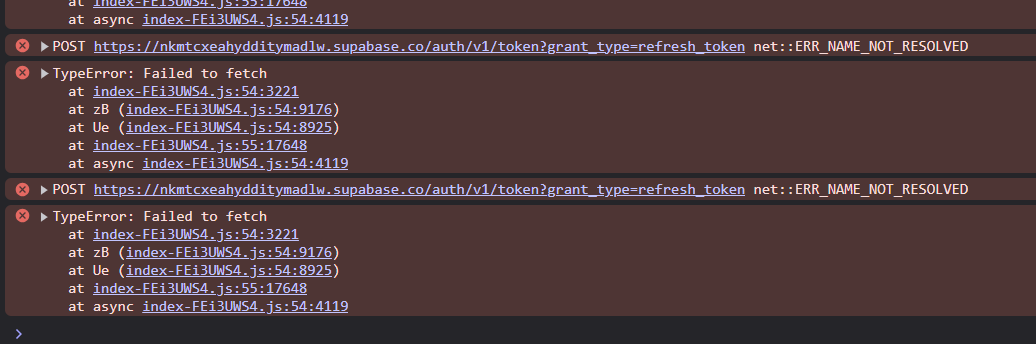 at index-FEi3UWS4.js:55:17648
at async index-FEi3UWS4.js:54:4119
POST https://nkmtcxeahydditymadlw.supabase.co/auth/v1/token?grant_type=refresh_token net::ERR_NAME_NOT_RESOLVED
TypeError: Failed to fetch
at index-FEi3UWS4.js:54:3221
at zB (index-FEi3UWS4.js:54:9176)
at Ue (index-FEi3UWS4.js:54:8925)
at index-FEi3UWS4.js:55:17648
at async index-FEi3UWS4.js:54:4119
POST https://nkmtcxeahydditymadlw.supabase.co/auth/v1/token?grant_type=refresh_token net::ERR_NAME_NOT_RESOLVED
TypeError: Failed to fetch
at index-FEi3UWS4.js:54:3221
at zB (index-FEi3UWS4.js:54:9176)
at Ue (index-FEi3UWS4.js:54:8925)
at index-FEi3UWS4.js:55:17648
at async index-FEi3UWS4.js:54:4119